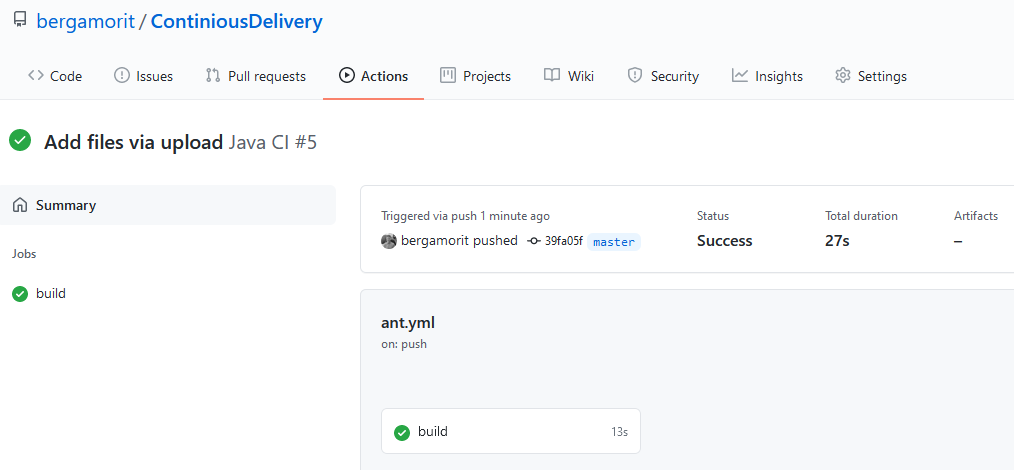 bergamorit / ContiniousDelivery
Code Issues Pull requests Actions Projects Wiki Security Insights Settings
Add files via upload Java CI #5
Summary
Jobs
build
Triggered via push 1 minute ago Status Total duration Artifacts
bergamorit pushed 39fa05f master Success 27s –
ant.yml
on: push
build 13s